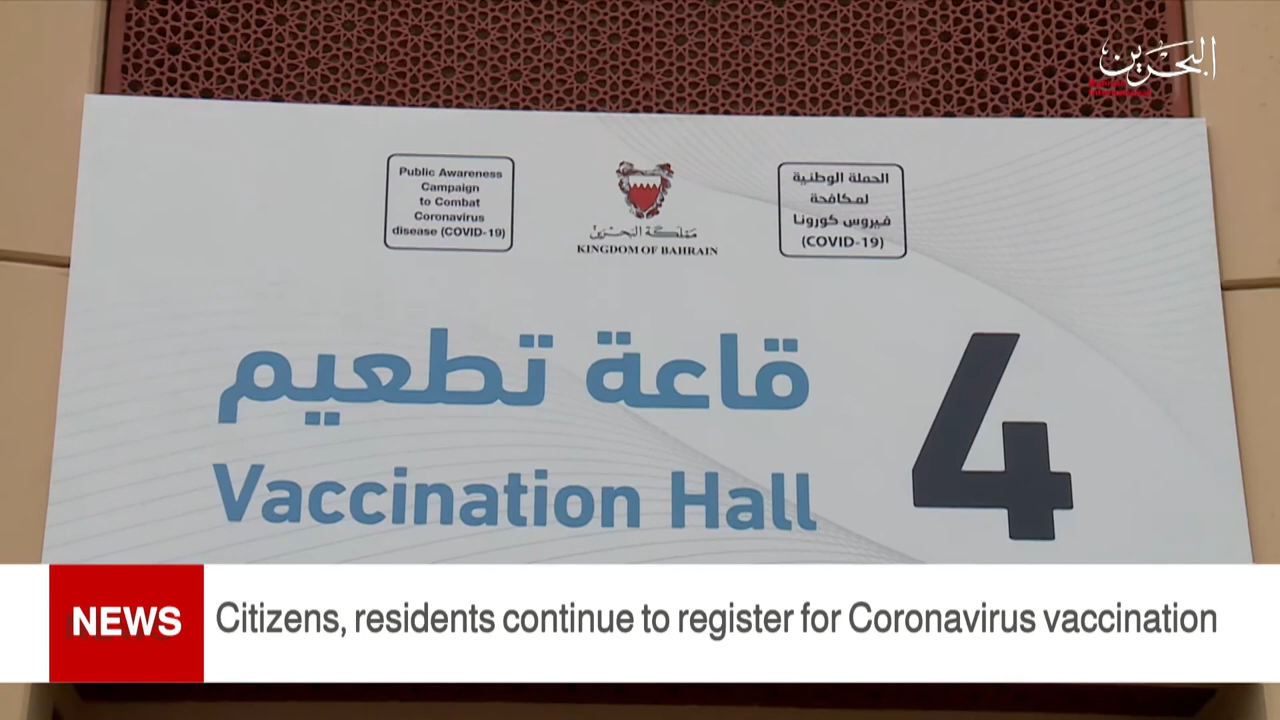 البحرين
Public Awareness
Campaign
to Combat
Coronavirus
disease (COVID-19)
مملكة البحرين
KINGDOM OF BAHRAIN
الحملة الوطنية
لمكافحة
فيروس كورونا
(COVID-19)
قاعة تطعيم
4
Vaccination Hall
NEWS
Citizens, residents continue to register for Coronavirus vaccination